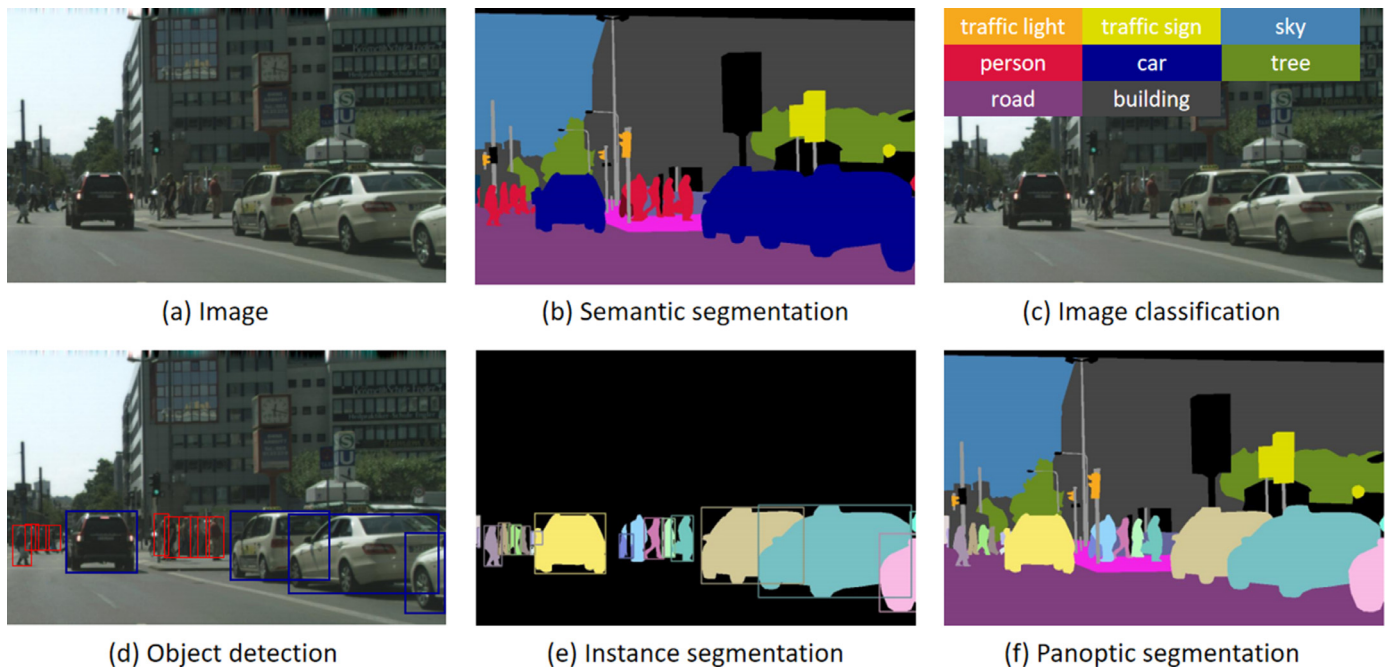 traffic light traffic sign sky
person car tree
road building
S
U
(a) Image
(b) Semantic segmentation
(c) Image classification
S
U
(d) Object detection
(e) Instance segmentation
(f) Panoptic segmentation